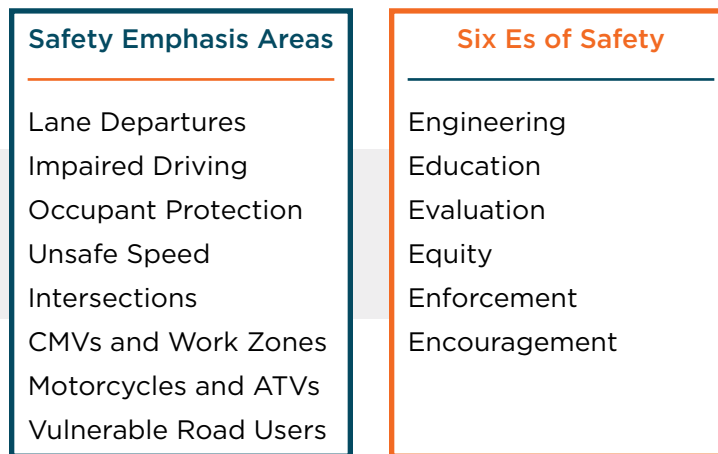 Safety Emphasis Areas
Lane Departures
Impaired Driving
Occupant Protection
Unsafe Speed
Intersections
CMVs and Work Zones
Motorcycles and ATVs
Vulnerable Road Users
Six Es of Safety
Engineering
Education
Evaluation
Equity
Enforcement
Encouragement